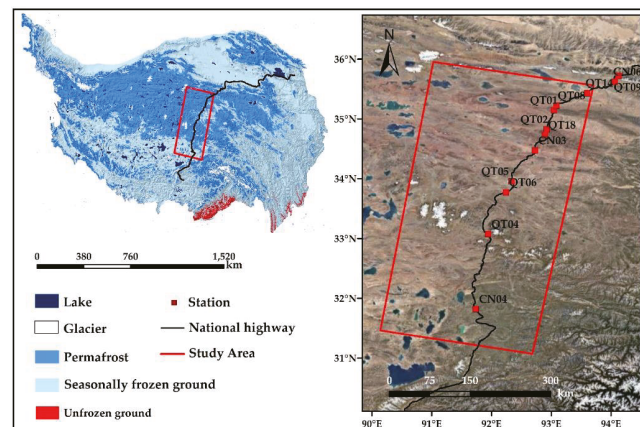 0 380 760 1,520
km
Lake
Glacier
Permafrost
Seasonally frozen ground
Unfrozen ground
Station
National highway
Study Area
N
36°N
35°N
34°N
33°N
32°N
31°N
CN06
QT09
QT08
QT01
QT02
QT18
CN03
QT05
QT06
QT04
CN04
0 75 150 300
km
90°E 91°E 92°E 93°E 94°E